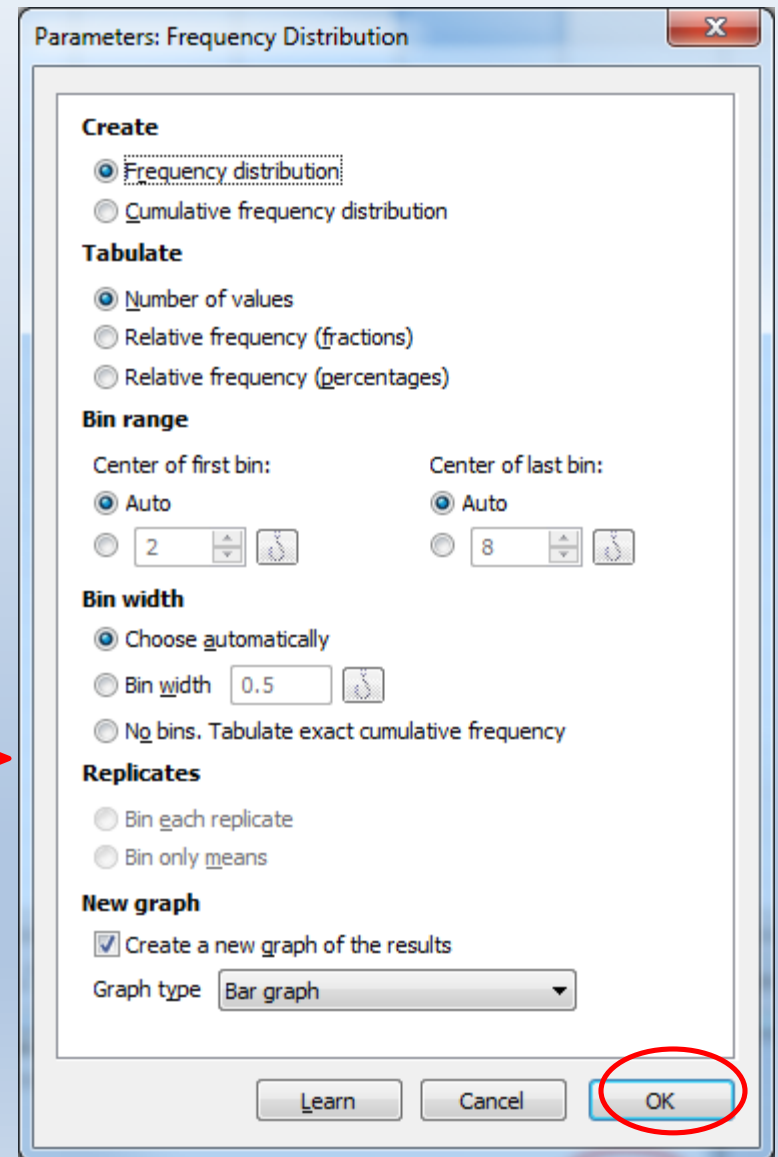 Parameters: Frequency Distribution
X
Create
Frequency distribution
Cumulative frequency distribution
Tabulate
Number of values
Relative frequency (fractions)
Relative frequency (percentages)
Bin range
Center of first bin: Center of last bin:
Auto Auto
2 8
Bin width
Choose automatically
Bin width 0.5
No bins. Tabulate exact cumulative frequency
Replicates
Bin each replicate
Bin only means
New graph
Create a new graph of the results
Graph type Bar graph
Learn Cancel OK